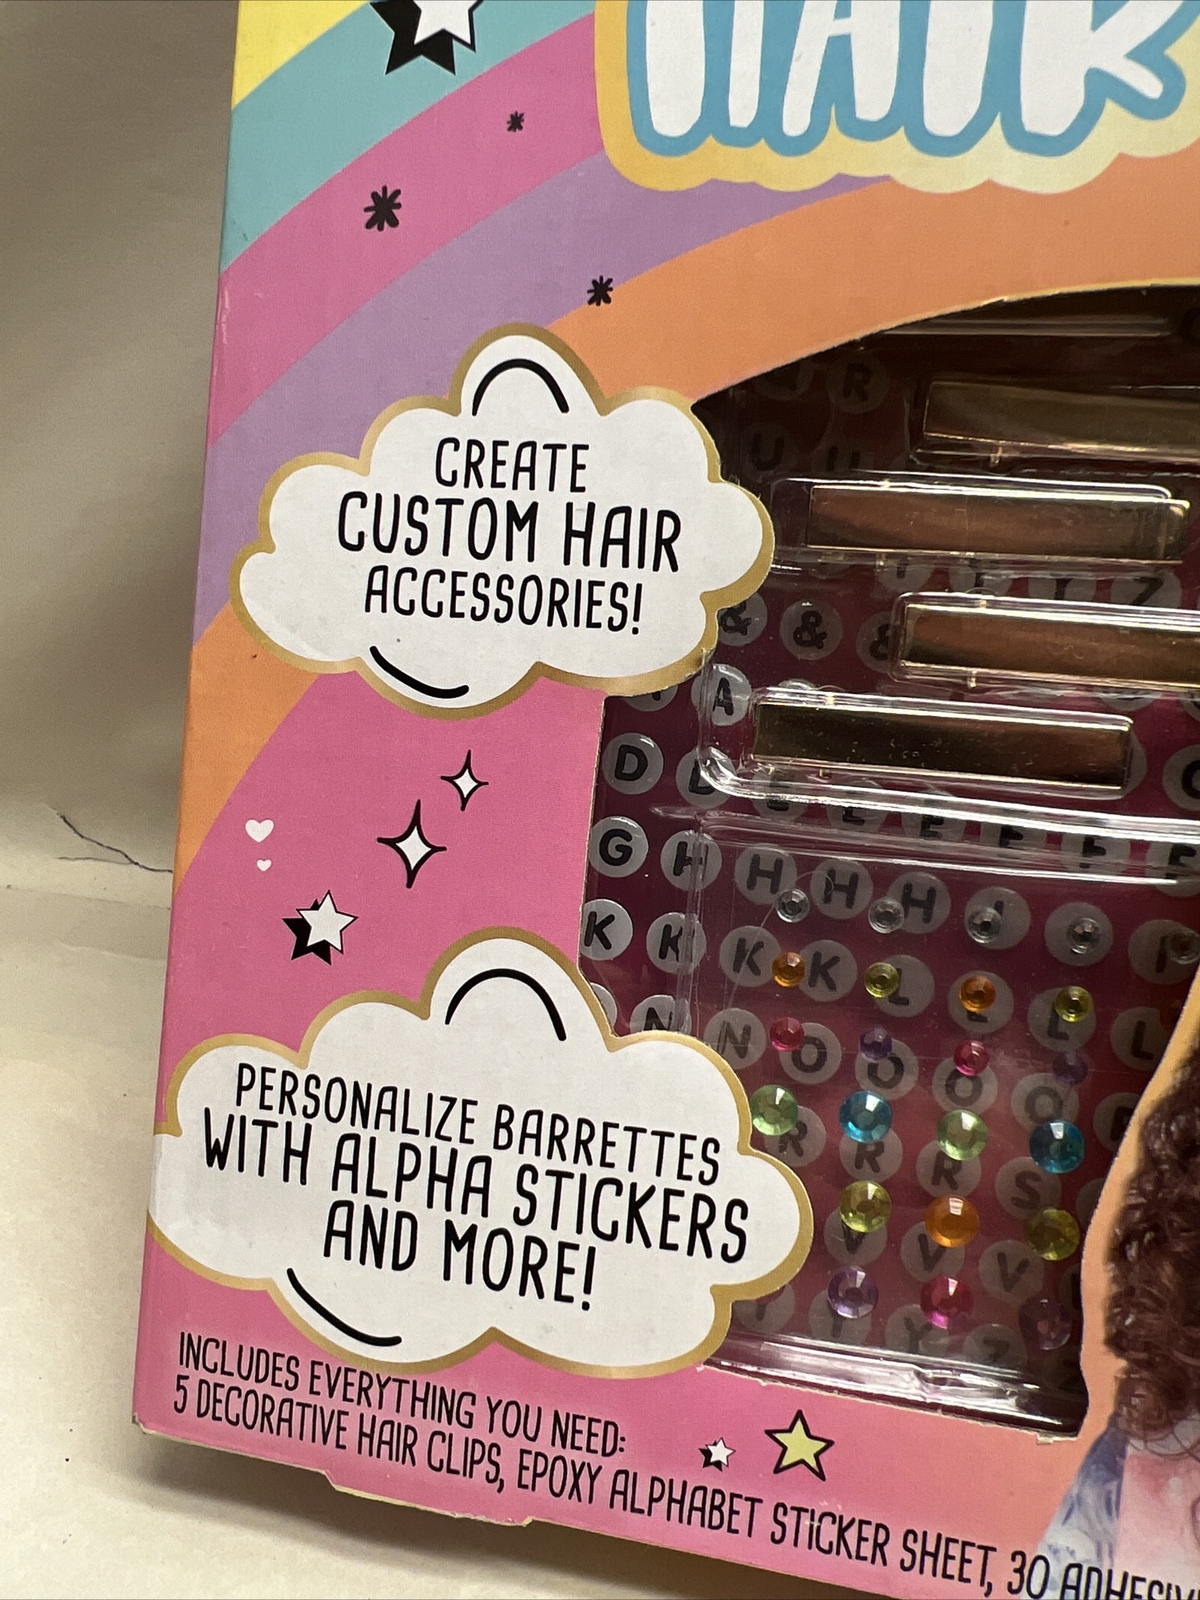 HAIR
CREATE
CUSTOM HAIR
ACCESSORIES!
PERSONALIZE BARRETTES
WITH ALPHA STICKERS
AND MORE!
INCLUDES EVERYTHING YOU NEED:
5 DECORATIVE HAIR CLIPS, EPOXY ALPHABET STICKER SHEET, 30
R
U
Z
& &
A
D D E E E F F
G H H H H J
K K K K L L L
N N O O O
R R R S
V V V
Y Z